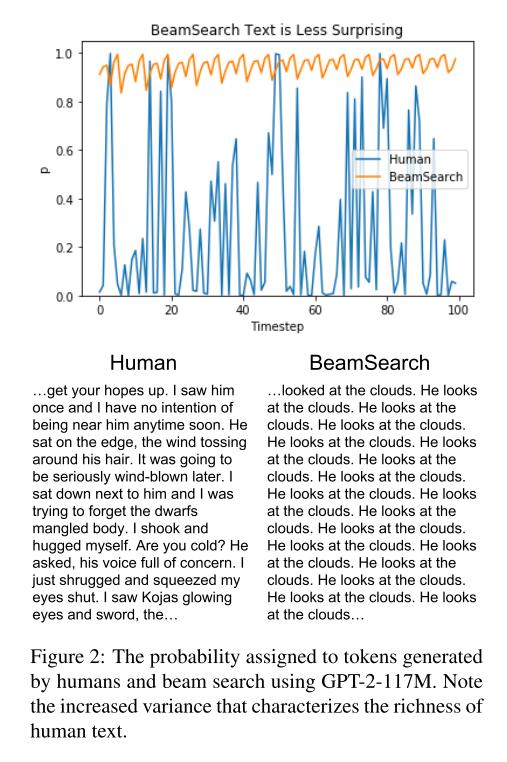 BeamSearch Text is Less Surprising
1.0
0.8
0.6
0.4
0.2
0.0
p
Human
BeamSearch
0 20 40 60 80 100
Timestep
Human
…get your hopes up. I saw him
once and I have no intention of
being near him anytime soon. He
sat on the edge, the wind tossing
around his hair. It was going to
be seriously wind-blown later. I
sat down next to him and I was
trying to forget the dwarfs
mangled body. I shook and
hugged myself. Are you cold? He
asked, his voice full of concern. I
just shrugged and squeezed my
eyes shut. I saw Kojas glowing
eyes and sword, the…
BeamSearch
…looked at the clouds. He looks
at the clouds. He looks at the
clouds. He looks at the clouds.
He looks at the clouds. He looks
at the clouds. He looks at the
clouds. He looks at the clouds.
He looks at the clouds. He looks
at the clouds. He looks at the
clouds. He looks at the clouds.
He looks at the clouds. He looks
at the clouds. He looks at the
clouds. He looks at the clouds.
He looks at the clouds. He looks
at the clouds…
Figure 2: The probability assigned to tokens generated
by humans and beam search using GPT-2-117M. Note
the increased variance that characterizes the richness of
human text.